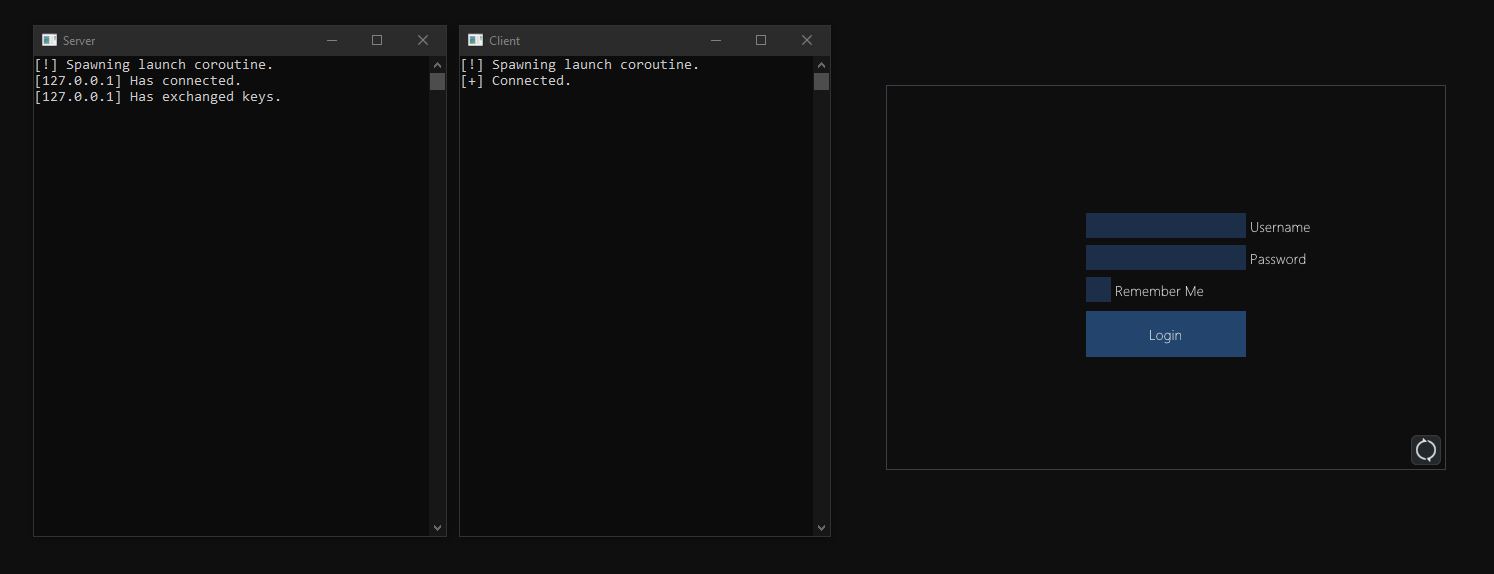 Server
[!] Spawning launch coroutine.
[127.0.0.1] Has connected.
[127.0.0.1] Has exchanged keys.
Client
[!] Spawning launch coroutine.
[+] Connected.
Username
Password
Remember Me
Login